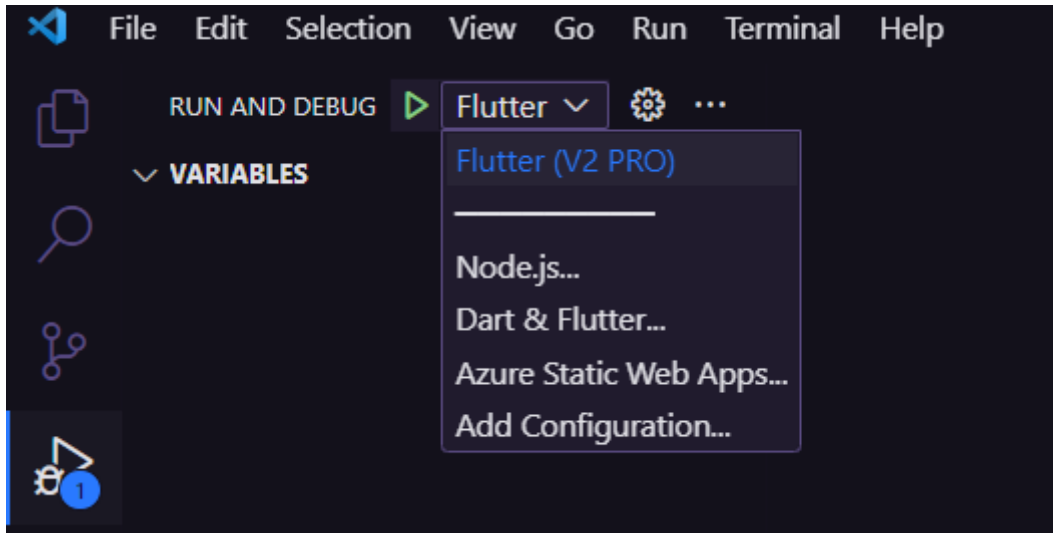 File Edit Selection View Go Run Terminal Help
RUN AND DEBUG Flutter
VARIABLES
Flutter (V2 PRO)
Node.js...
Dart & Flutter...
Azure Static Web Apps...
Add Configuration...
1